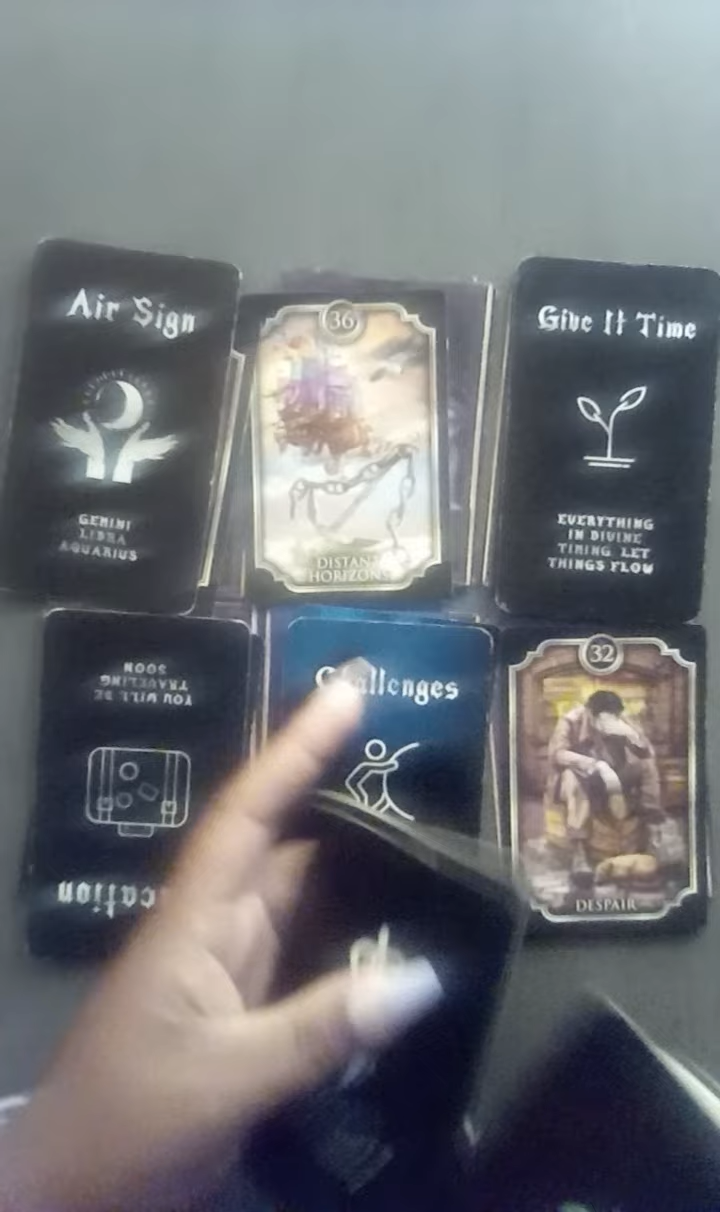 Air Sign
GEMINI
LIBRA
AQUARIUS
36
DISTANT
HORIZONS
Give It Time
EVERYTHING
IN DIVINE
TIMING LET
THINGS FLOW
YOU WILL BE
TRAVELING
SOON
Challenges
32
DESPAIR